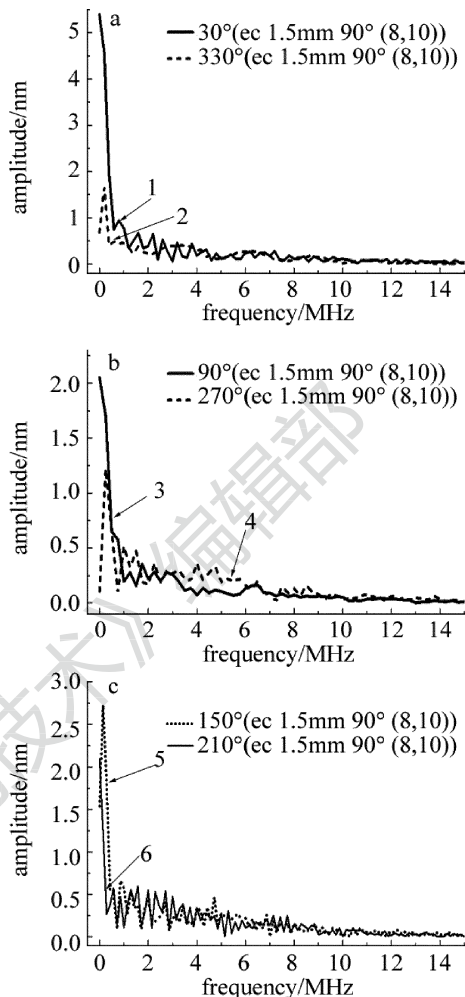 a
30°(ec 1.5mm 90° (8,10))
330°(ec 1.5mm 90° (8,10))
5
4
3
2
1
0
1
2
amplitude/nm
0 2 4 6 8 10 12 14
frequency/MHz
b
90°(ec 1.5mm 90° (8,10))
270°(ec 1.5mm 90° (8,10))
2.0
1.5
1.0
0.5
0.0
3
4
amplitude/nm
0 2 4 6 8 10 12 14
frequency/MHz
c
150°(ec 1.5mm 90° (8,10))
210°(ec 1.5mm 90° (8,10))
3.0
2.5
2.0
1.5
1.0
0.5
0.0
5
6
amplitude/nm
0 2 4 6 8 10 12 14
frequency/MHz
技术》编辑部